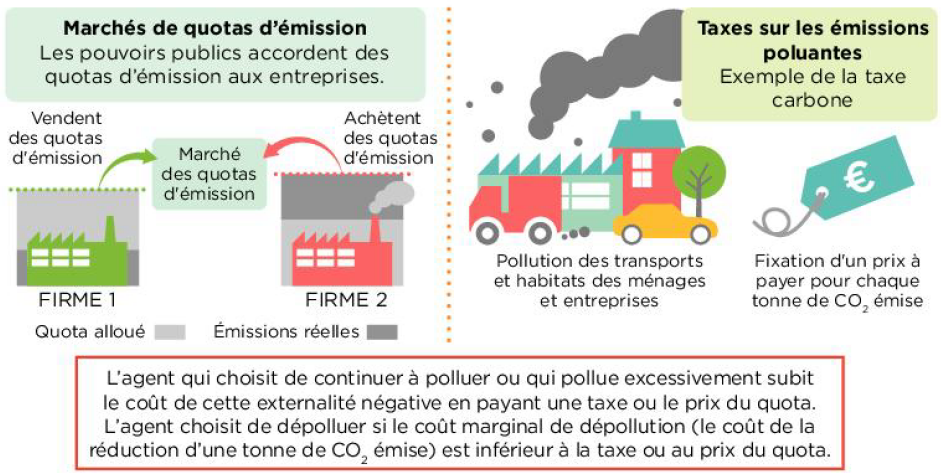 Marchés de quotas d'émission
Les pouvoirs publics accordent des
quotas d'émission aux entreprises.
Vendent
des quotas
d'émission
Marché
des quotas
d'émission
Achètent
des quotas
d'émission
FIRME 1
FIRME 2
Quota alloué
Émissions réelles
Taxes sur les émissions
poluantes
Exemple de la taxe
carbone
€
Pollution des transports
et habitats des ménages
et entreprises
Fixation d'un prix à
payer pour chaque
tonne de CO₂ émise
L'agent qui choisit de continuer à polluer ou qui pollue excessivement subit
le coût de cette externalité négative en payant une taxe ou le prix du quota.
L'agent choisit de dépolluer si le coût marginal de dépollution (le coût de la
réduction d'une tonne de CO₂ émise) est inférieur à la taxe ou au prix du quota.